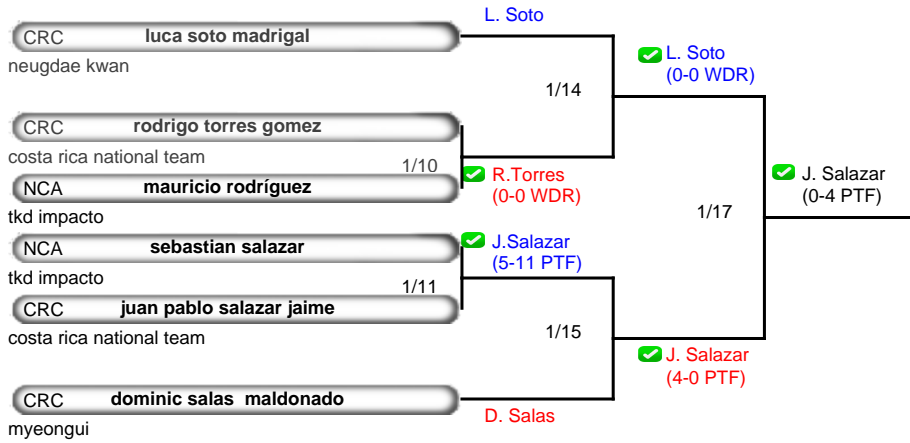 L. Soto
CRC luca soto madrigal
neugdae kwan
L. Soto
(0-0 WDR)
1/14
CRC rodrigo torres gomez
costa rica national team
1/10
R.Torres
(0-0 WDR)
NCA mauricio rodríguez
tkd impacto
J. Salazar
(0-4 PTF)
1/17
NCA sebastian salazar
tkd impacto
J.Salazar
(5-11 PTF)
1/11
CRC juan pablo salazar jaime
costa rica national team
1/15
J. Salazar
(4-0 PTF)
CRC dominic salas maldonado
myeongui
D. Salas